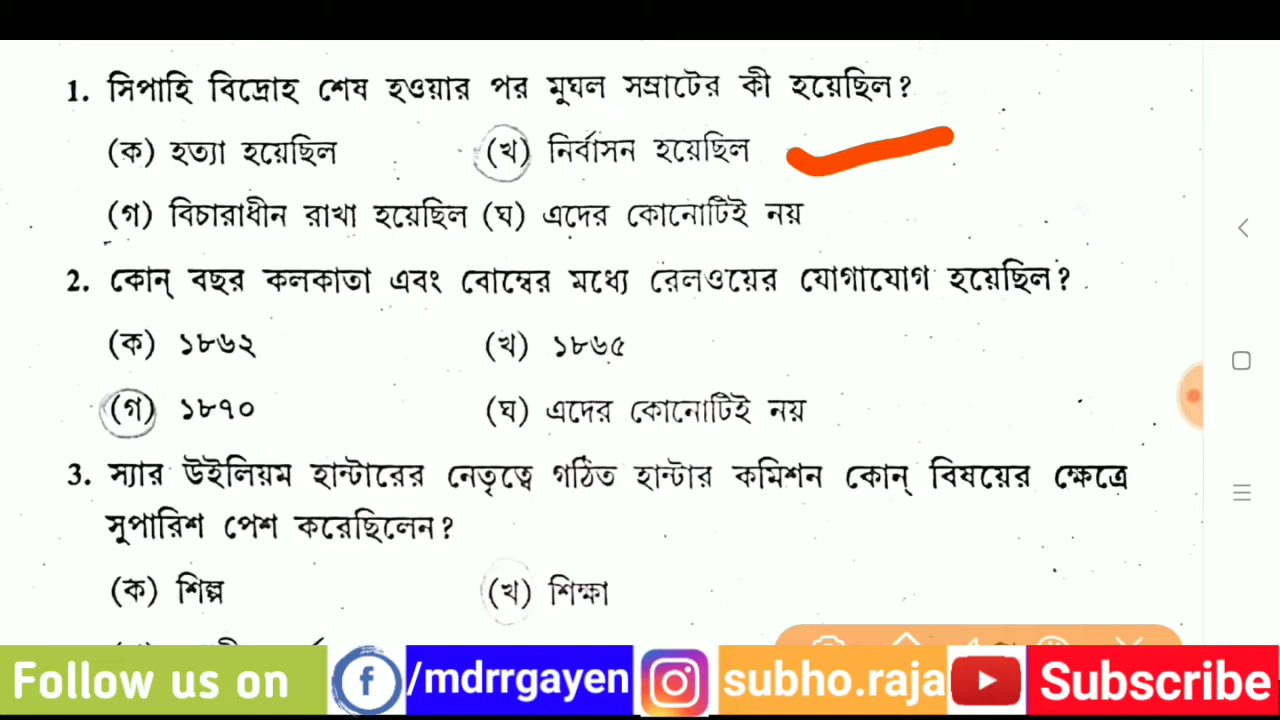 1. সিপাহি বিদ্রোহ শেষ হওয়ার পর মুঘল সম্রাটের কী হয়েছিল?
(ক) হত্যা হয়েছিল (খ) নির্বাসন হয়েছিল
(গ) বিচারাধীন রাখা হয়েছিল (ঘ) এদের কোনোটিই নয়
2. কোন্ বছর কলকাতা এবং বোম্বের মধ্যে রেলওয়ের যোগাযোগ হয়েছিল?
(ক) ১৮৬২ (খ) ১৮৬৫
(গ) ১৮৭০ (ঘ) এদের কোনোটিই নয়
3. স্যার উইলিয়ম হান্টারের নেতৃত্বে গঠিত হান্টার কমিশন কোন্ বিষয়ের ক্ষেত্রে
সুপারিশ পেশ করেছিলেন?
(ক) শিল্প (খ) শিক্ষা
Follow us on f /mdrrgayen subho.raja Subscribe